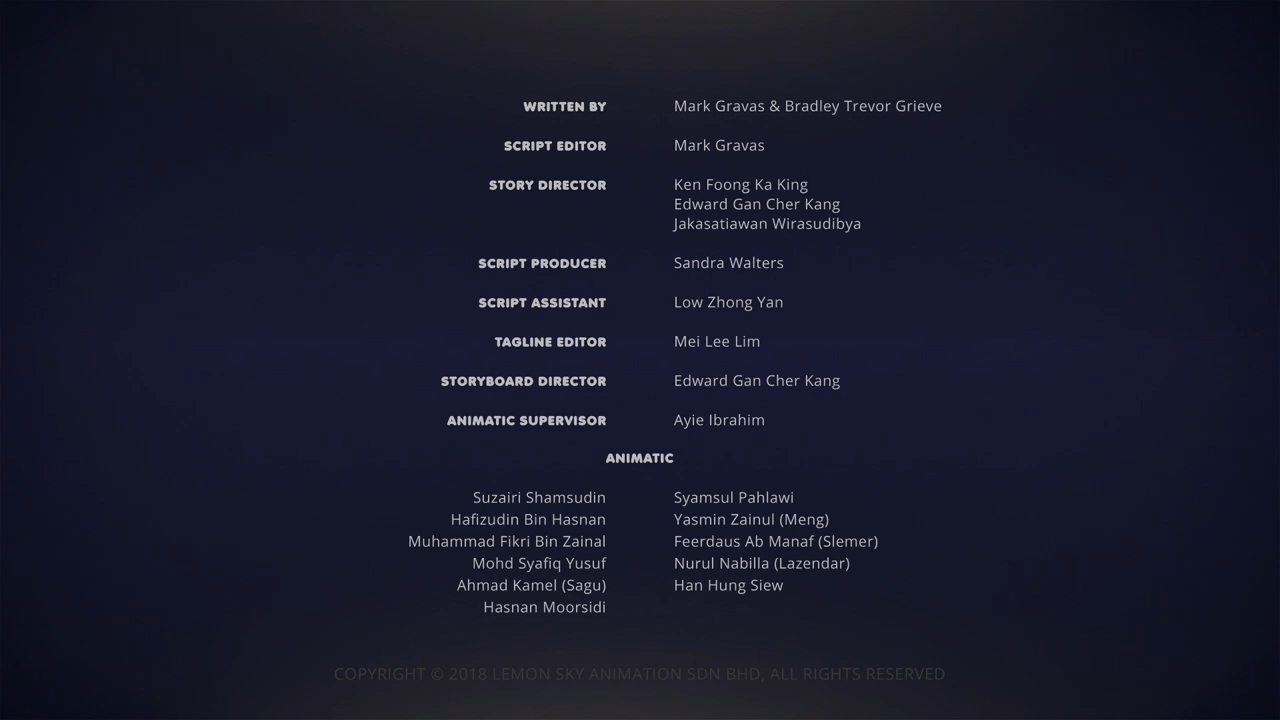 WRITTEN BY Mark Gravas & Bradley Trevor Grieve
SCRIPT EDITOR Mark Gravas
STORY DIRECTOR Ken Foong Ka King
Edward Gan Cher Kang
Jakasatiawan Wirasudibya
SCRIPT PRODUCER Sandra Walters
SCRIPT ASSISTANT Low Zhong Yan
TAGLINE EDITOR Mei Lee Lim
STORYBOARD DIRECTOR Edward Gan Cher Kang
ANIMATIC SUPERVISOR Ayie Ibrahim
ANIMATIC
Suzairi Shamsudin Syamsul Pahlawi
Hafizudin Bin Hasnan Yasmin Zainul (Meng)
Muhammad Fikri Bin Zainal Feerdaus Ab Manaf (Slemer)
Mohd Syafiq Yusuf Nurul Nabilla (Lazendar)
Ahmad Kamel (Sagu) Han Hung Siew
Hasnan Moorsidi
COPYRIGHT © 2018 LEMON SKY ANIMATION SDN BHD, ALL RIGHTS RESERVED